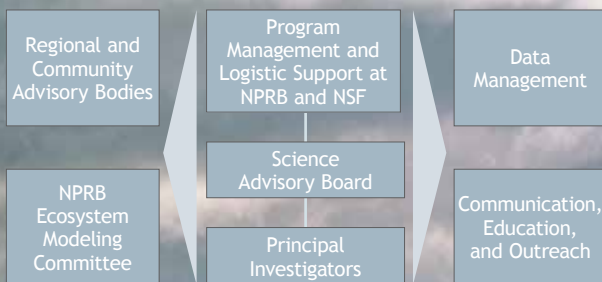 Regional and
Community
Advisory Bodies
NPRB
Ecosystem
Modeling
Committee
Program
Management and
Logistic Support at
NPRB and NSF
Science
Advisory Board
Principal
Investigators
Data
Management
Communication,
Education,
and Outreach